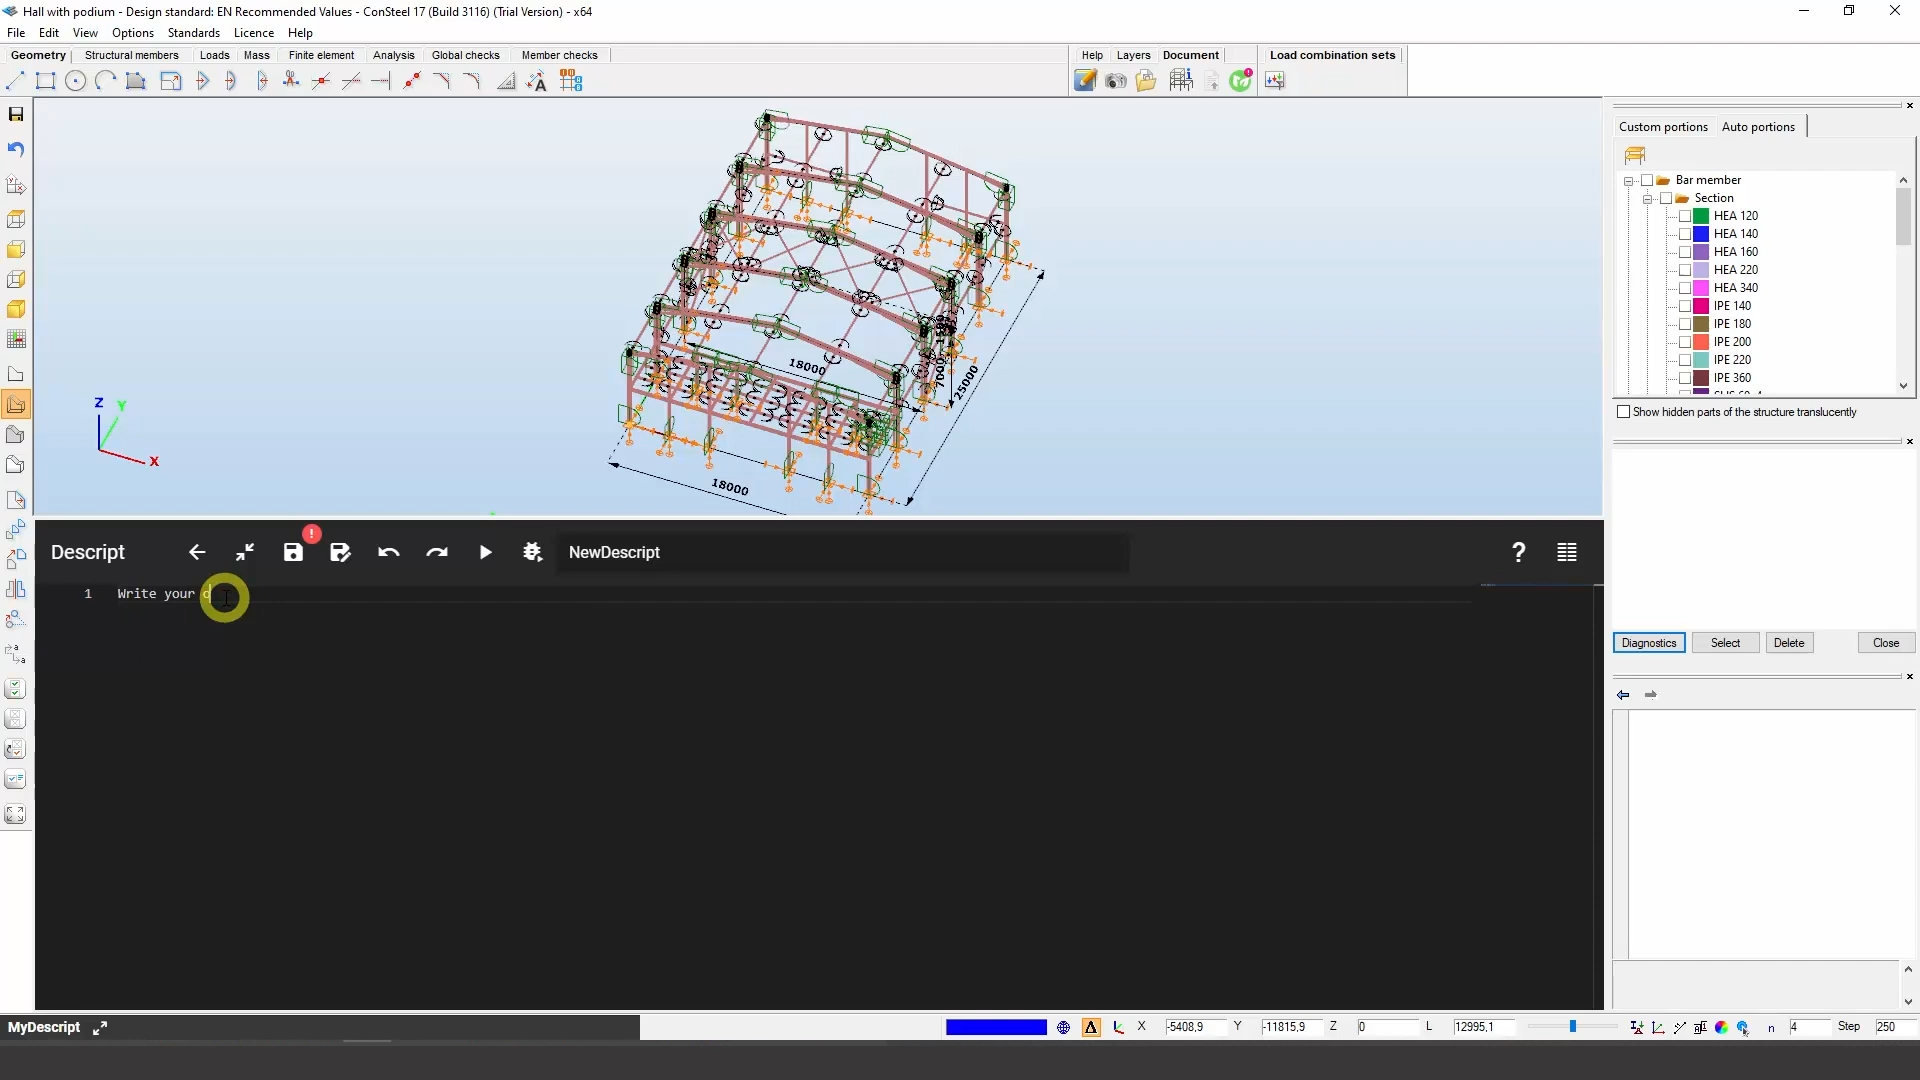 Hall with podium - Design standard: EN Recommended Values - ConSteel 17 (Build 3116) (Trial Version) - x64
File Edit View Options Standards Licence Help
Geometry Structural members Loads Mass Finite element Analysis Global checks Member checks Help Layers Document Load combination sets
Custom portions Auto portions
Bar member
Section
HEA 120
HEA 140
HEA 160
HEA 220
HEA 340
IPE 140
IPE 180
IPE 200
IPE 220
IPE 360
Show hidden parts of the structure translucently
18000
7000
25000
18000
Z Y X
Descript NewDescript ?
1 Write your c
Diagnostics Select Delete Close
MyDescript X -5408,9 Y -11815,9 Z 0 L 12995,1 n 4 Step 250